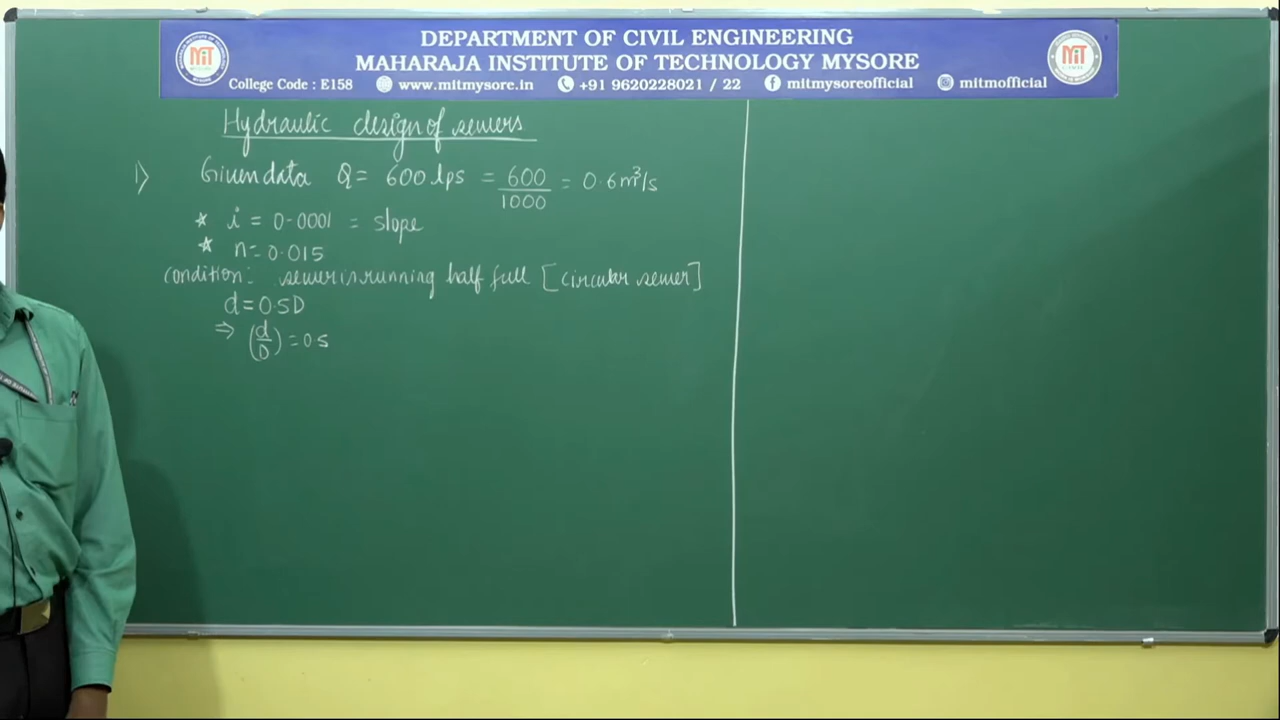 DEPARTMENT OF CIVIL ENGINEERING
MAHARAJA INSTITUTE OF TECHNOLOGY MYSORE
College Code : E158 www.mitmysore.in +91 9620228021 / 22 mitmysoreofficial mitmofficial
MIT
MIT
Hydraulic design of sewers
1) Given data Q = 600 lps = 600/1000 = 0.6 m³/s
* i = 0.0001 = slope
* n = 0.015
condition: sewer is running half full [circular sewer]
d = 0.5D
⇒ (d/D) = 0.5